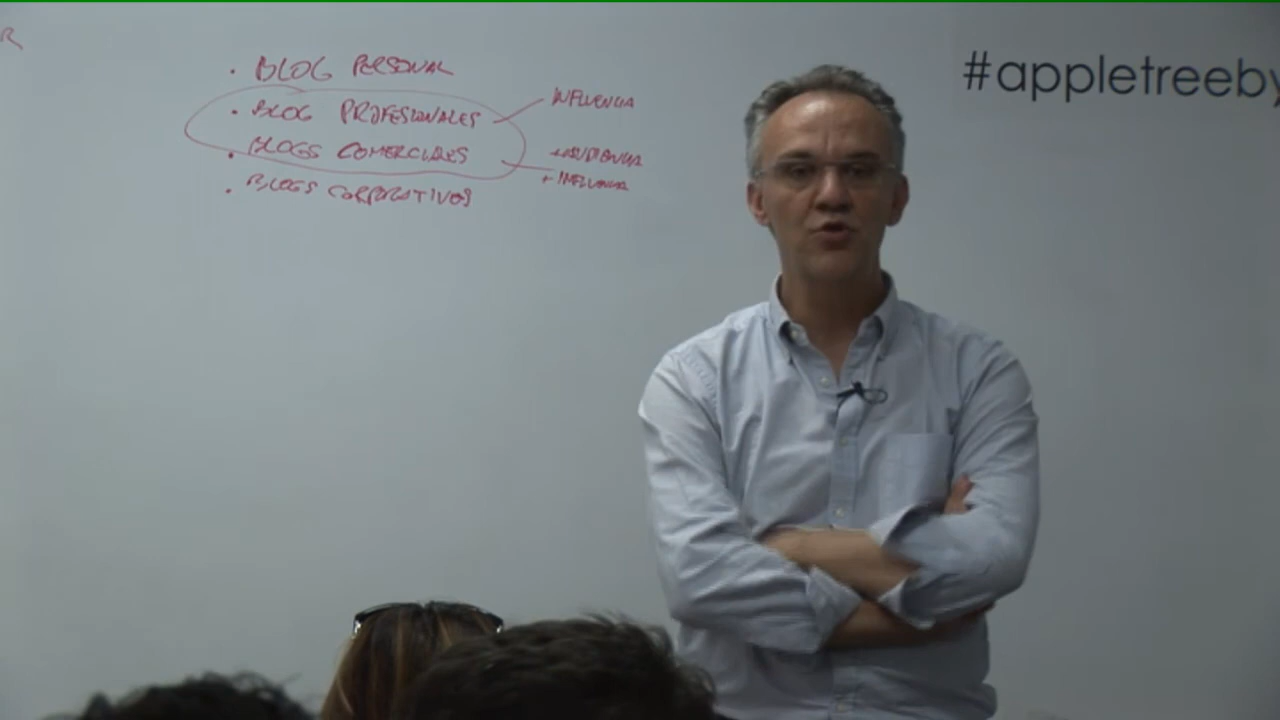 R
#appletreeby
• BLOG PERSONAL
• BLOG PROFESIONALES
INFLUENCIA
• BLOGS COMERCIALES
+AUDIENCIA
+ INFLUENCIA
• BLOGS CORPORATIVOS